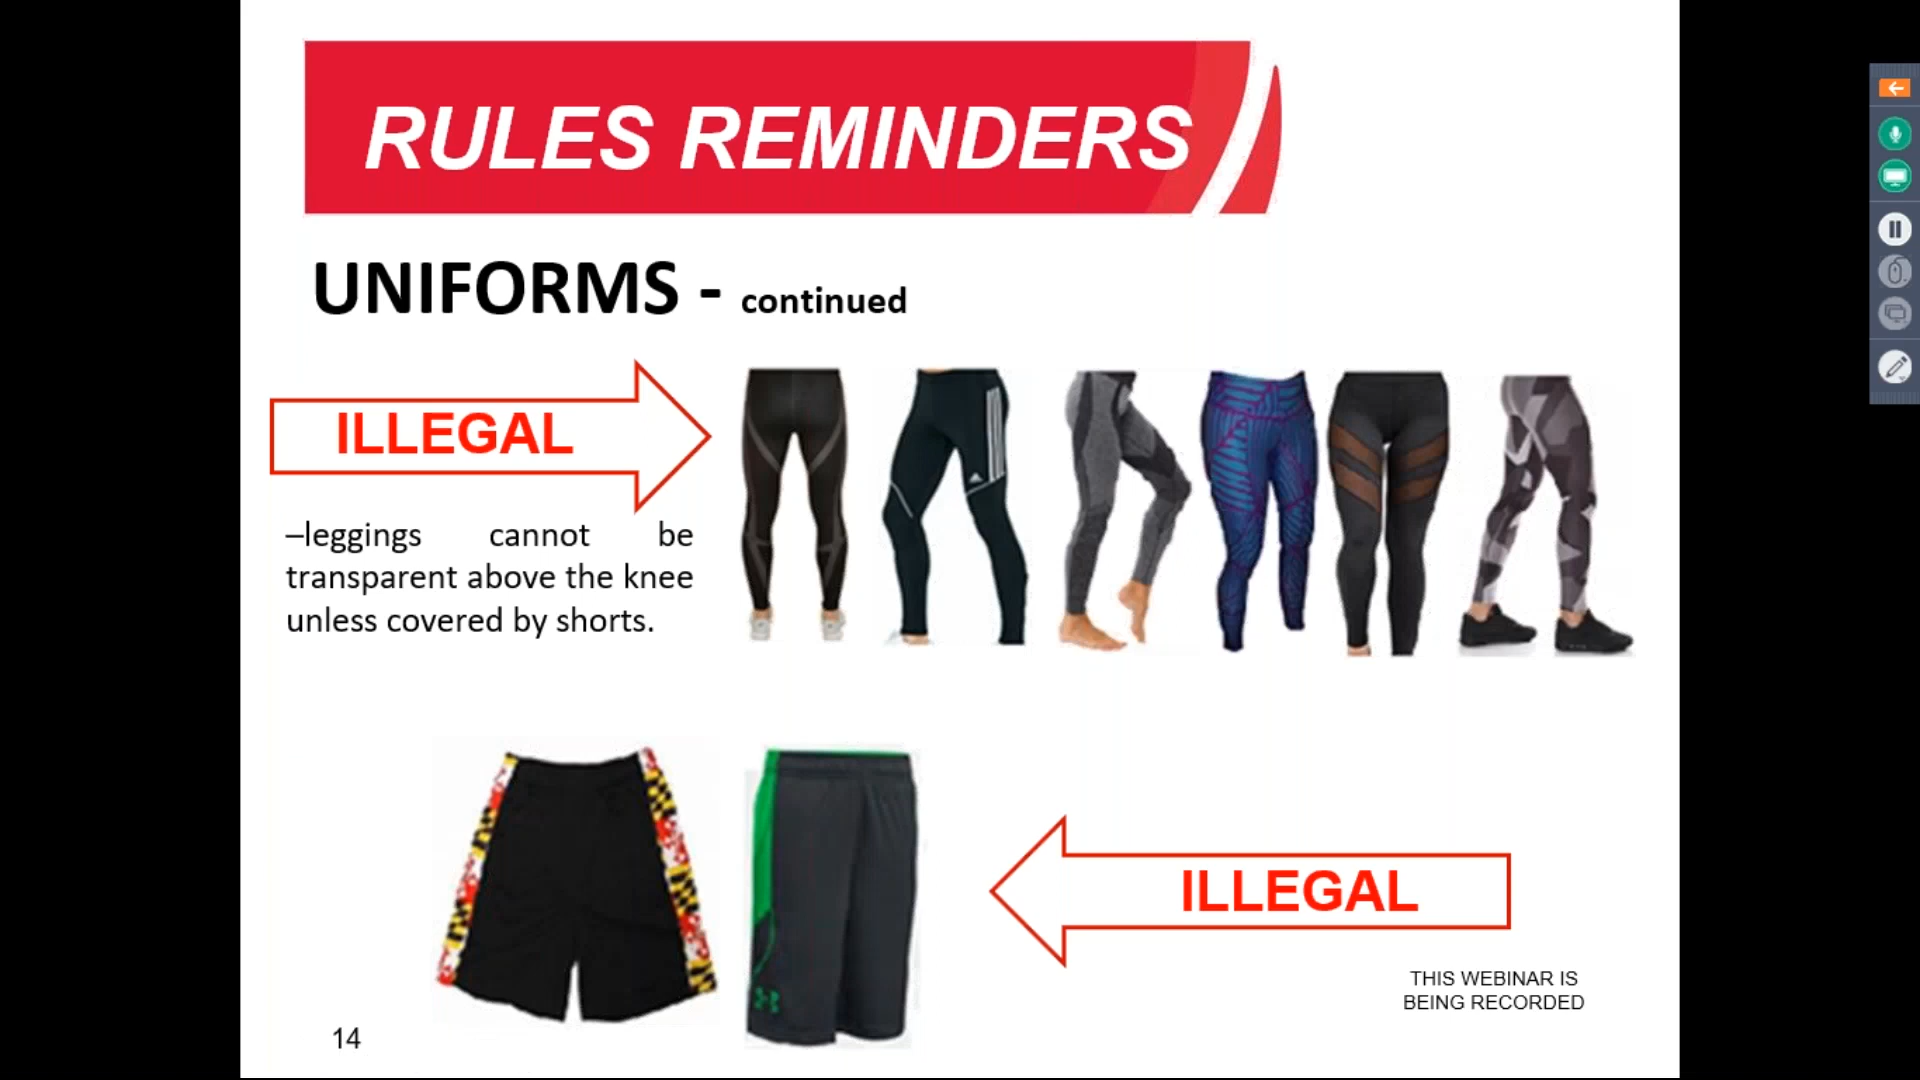 RULES REMINDERS
UNIFORMS - continued
ILLEGAL
–leggings cannot be
transparent above the knee
unless covered by shorts.
ILLEGAL
THIS WEBINAR IS
BEING RECORDED
14